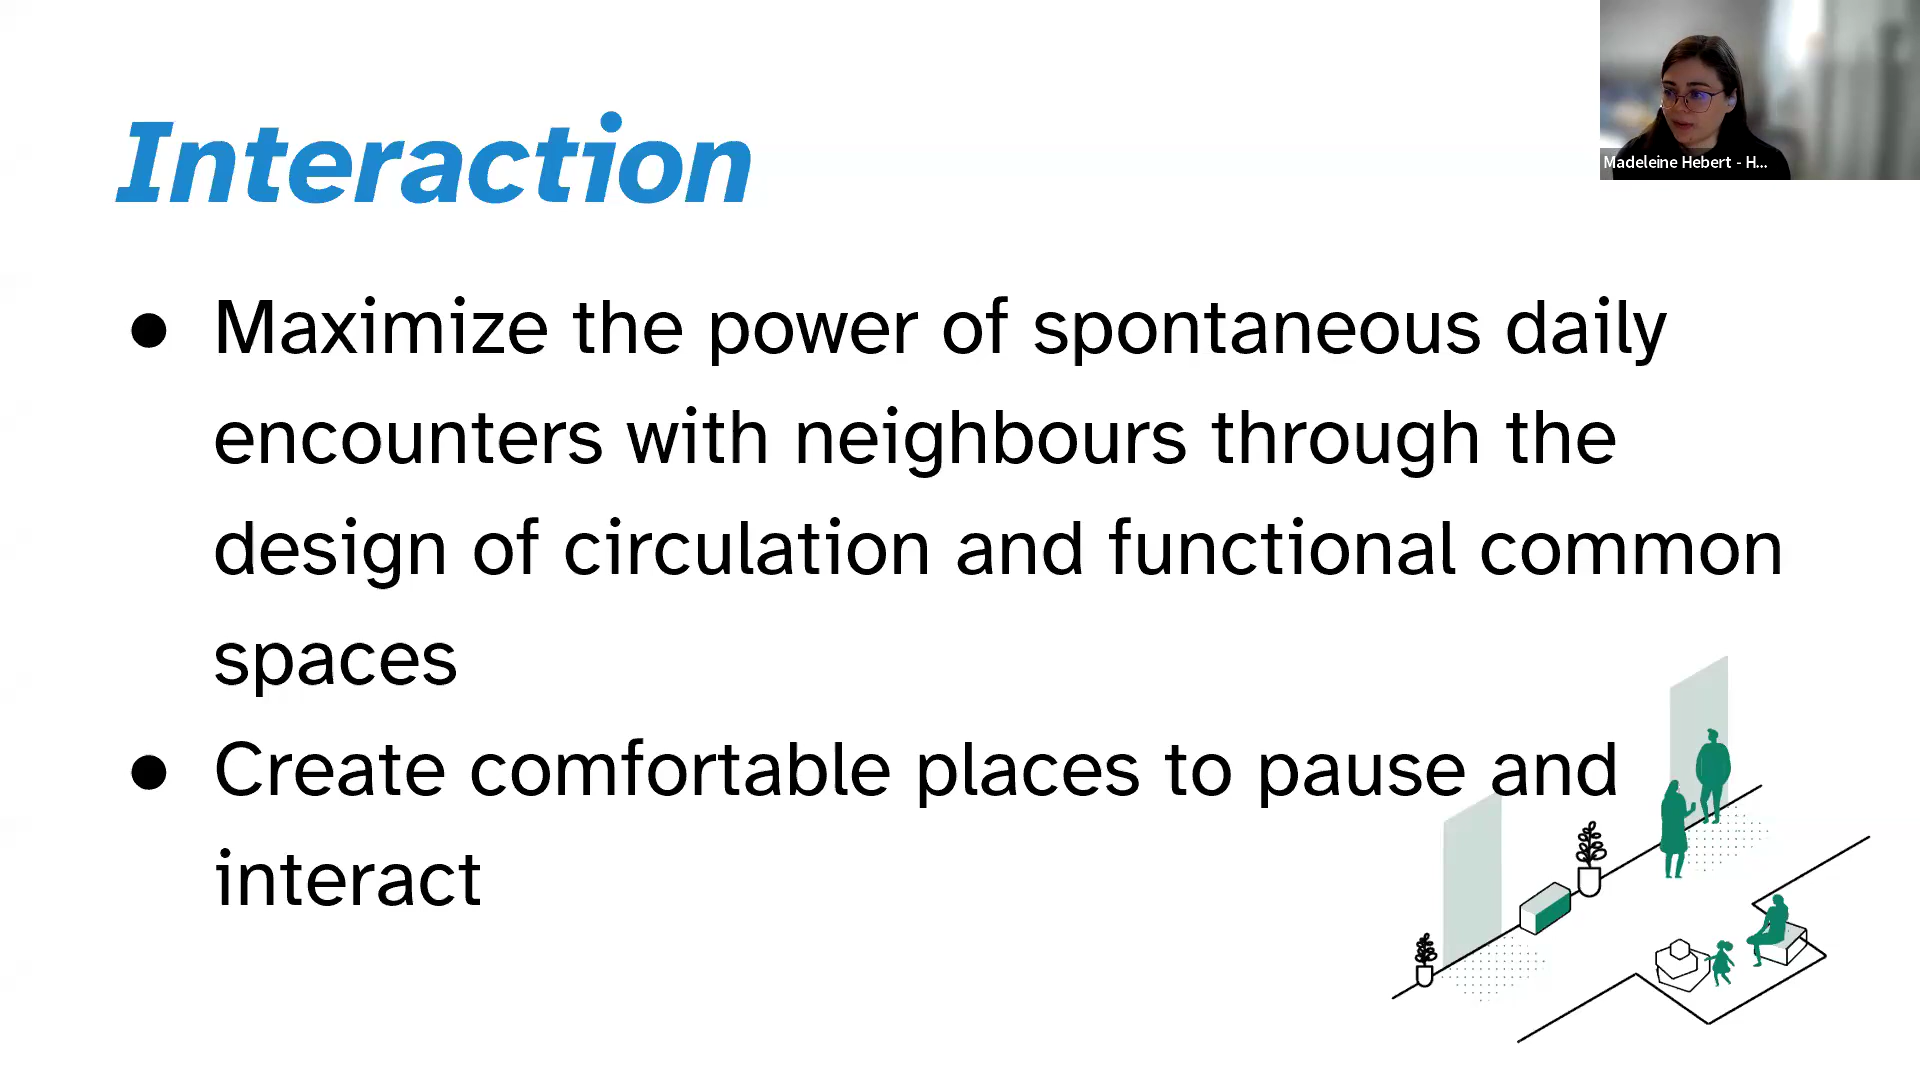 Interaction
Madeleine Hebert - H...
● Maximize the power of spontaneous daily
encounters with neighbours through the
design of circulation and functional common
spaces
● Create comfortable places to pause and
interact